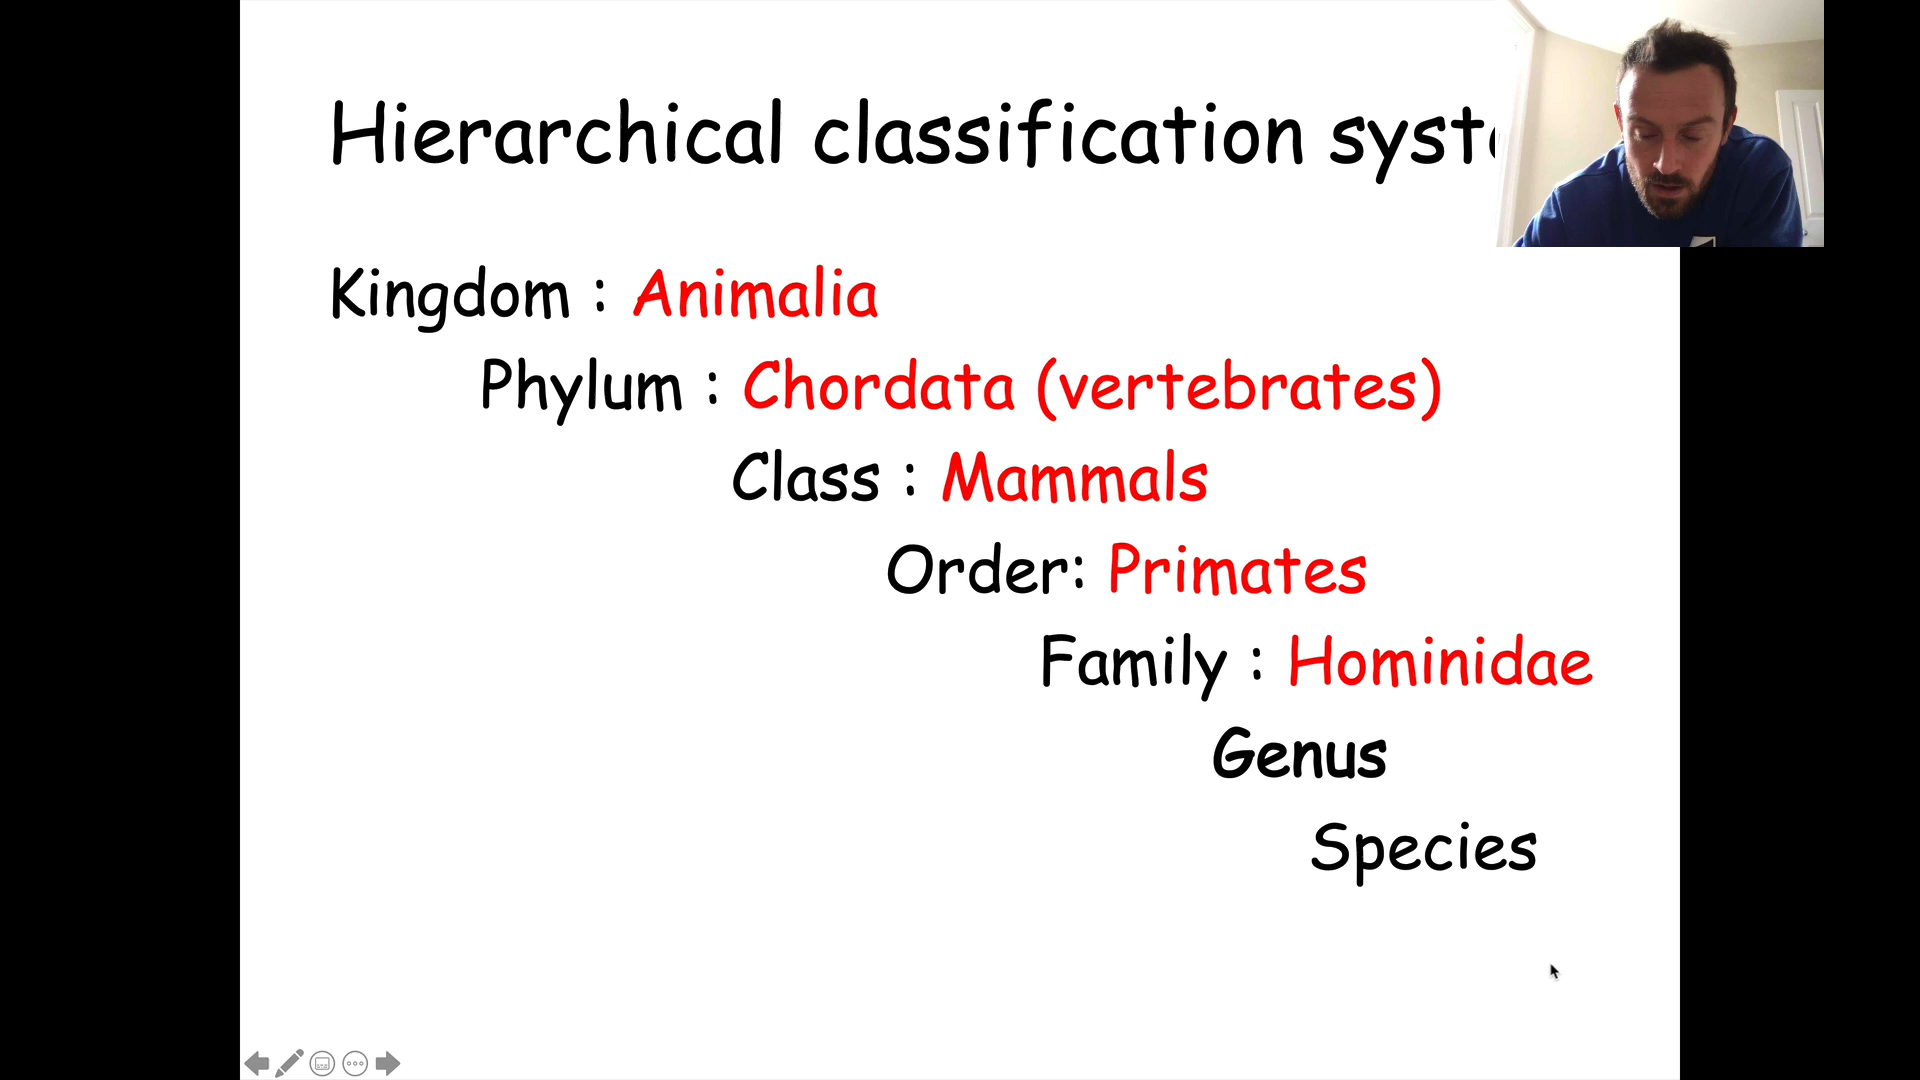 Hierarchical classification syst
Kingdom : Animalia
Phylum : Chordata (vertebrates)
Class : Mammals
Order: Primates
Family : Hominidae
Genus
Species